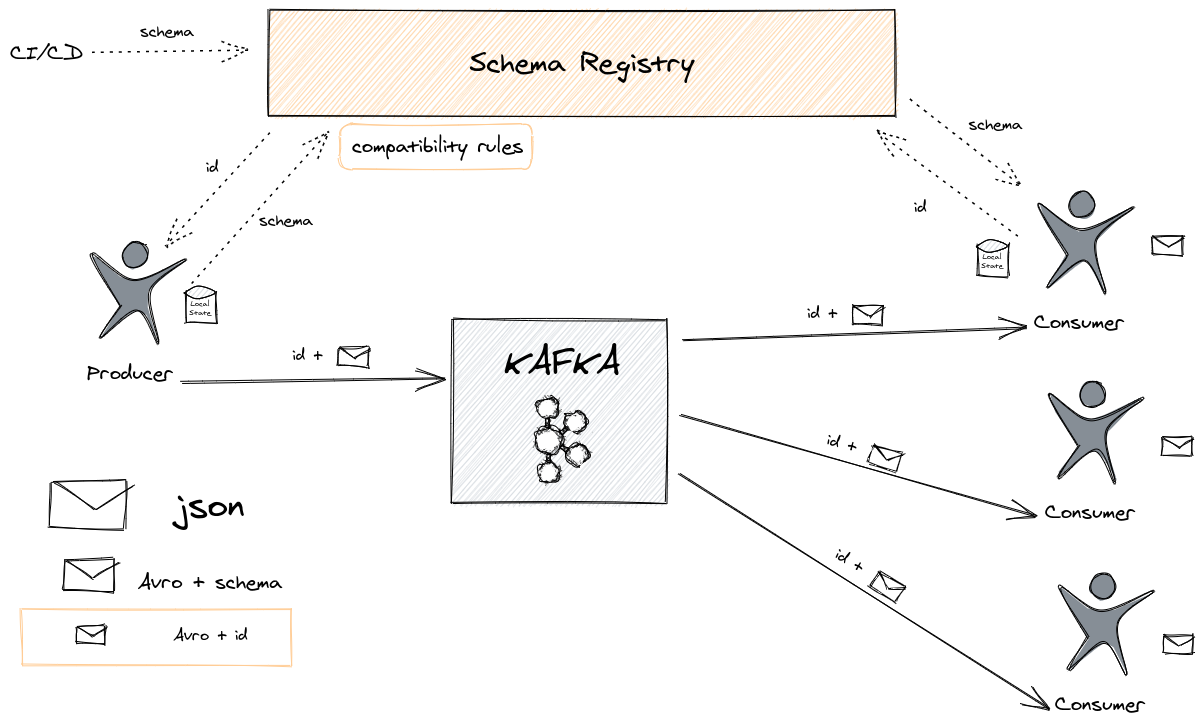 schema
CI/CD
Schema Registry
compatibility rules
schema
id
schema
id
Local
State
Local
State
Producer
id +
KAFKA
id +
Consumer
id +
Consumer
id +
Consumer
json
Avro + schema
Avro + id